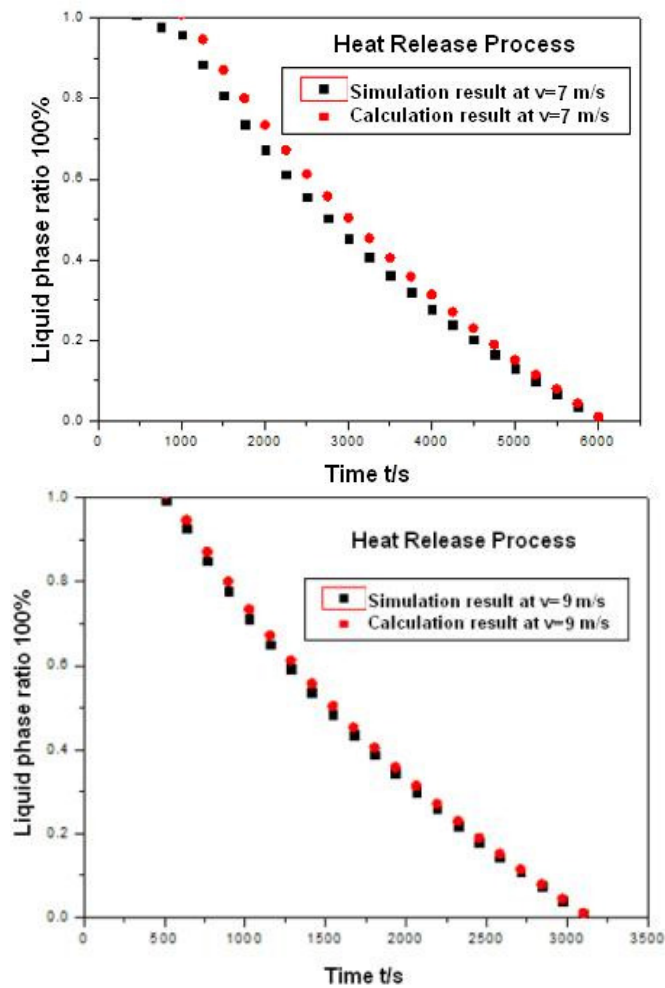 1.0
Heat Release Process
Simulation result at v=7 m/s
Calculation result at v=7 m/s
0.8
0.6
0.4
0.2
0.0
Liquid phase ratio 100%
0 1000 2000 3000 4000 5000 6000
Time t/s
1.0
Heat Release Process
Simulation result at v=9 m/s
Calculation result at v=9 m/s
0.8
0.6
0.4
0.2
0.0
Liquid phase ratio 100%
0 500 1000 1500 2000 2500 3000 3500
Time t/s